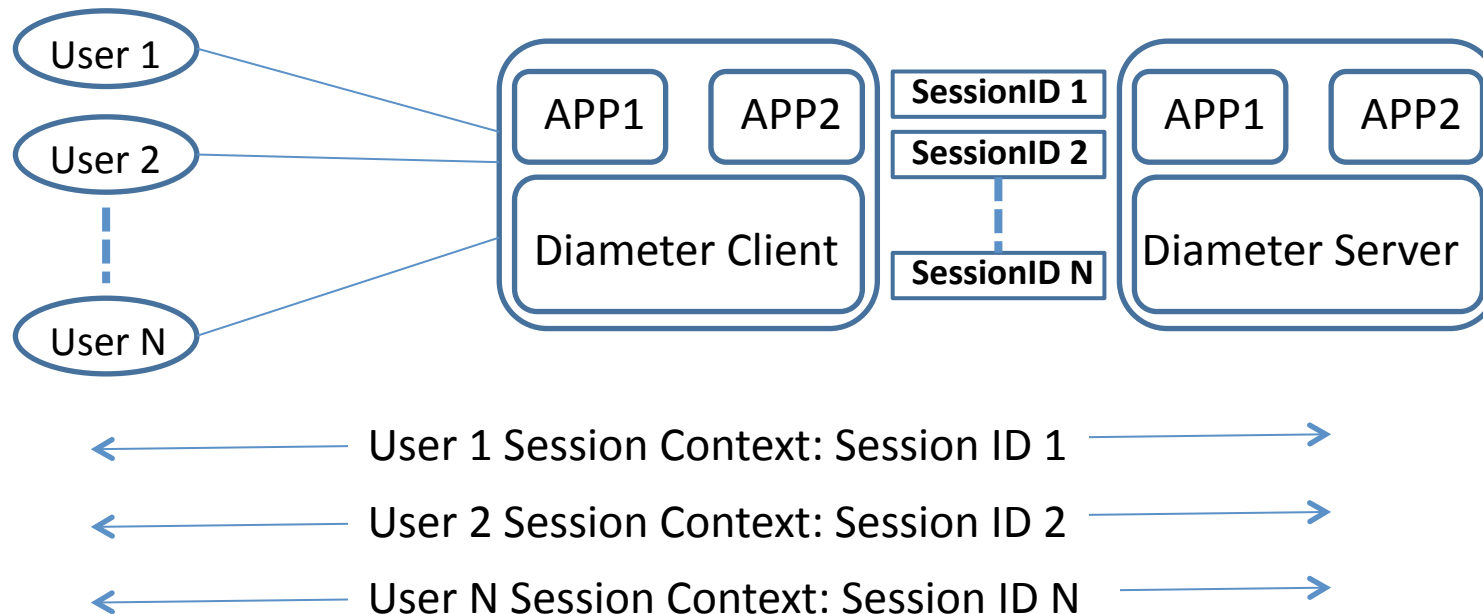 User 1
User 2
User N
APP1
APP2
Diameter Client
SessionID 1
SessionID 2
SessionID N
APP1
APP2
Diameter Server
User 1 Session Context: Session ID 1
User 2 Session Context: Session ID 2
User N Session Context: Session ID N